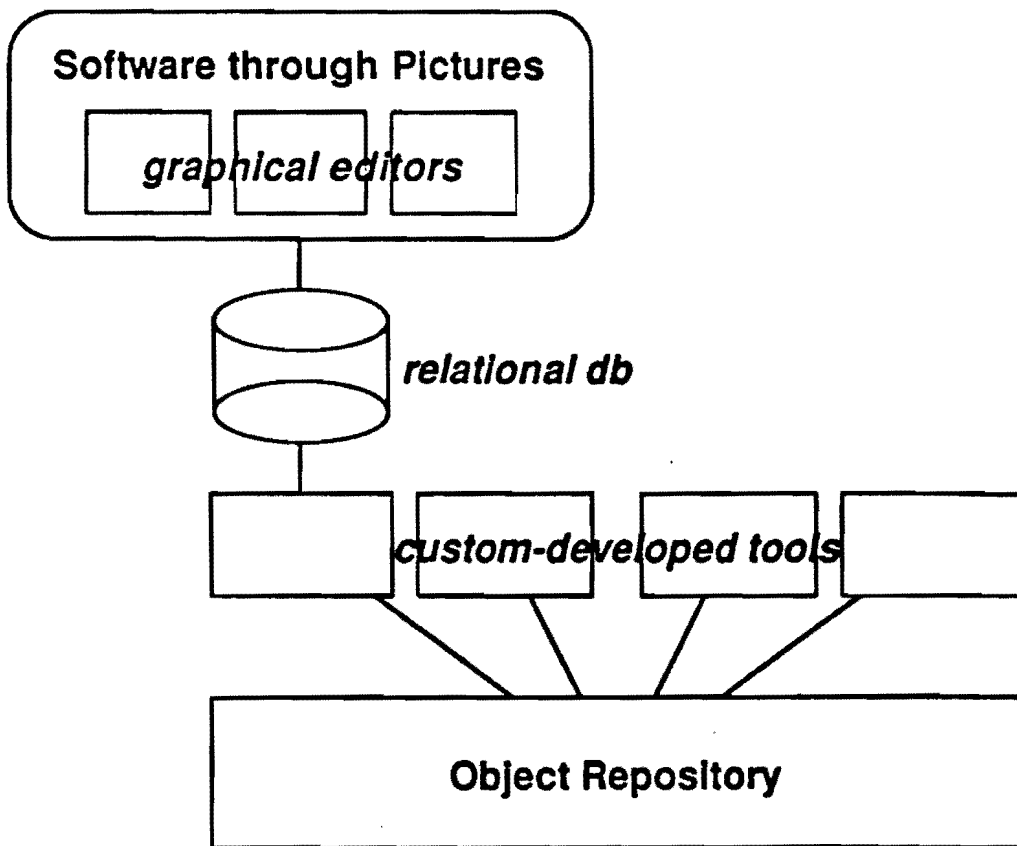 Software through Pictures
graphical editors
relational db
custom-developed tools
Object Repository